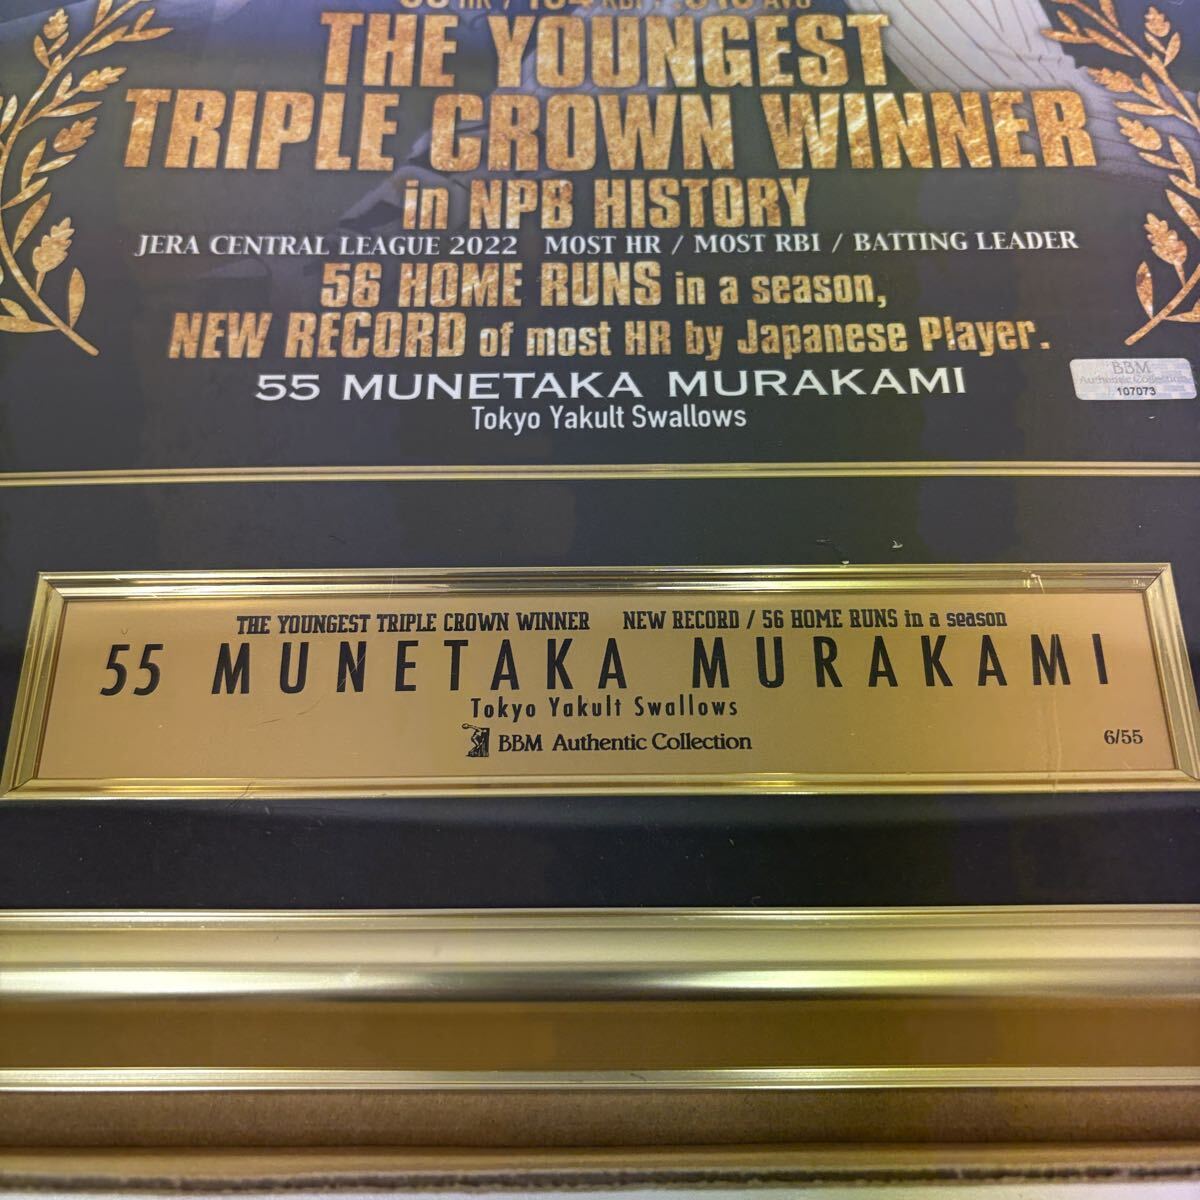 THE YOUNGEST
TRIPLE CROWN WINNER
in NPB HISTORY
JERA CENTRAL LEAGUE 2022 MOST HR / MOST RBI / BATTING LEADER
56 HOME RUNS in a season,
NEW RECORD of most HR by Japanese Player.
55 MUNETAKA MURAKAMI
Tokyo Yakult Swallows
BBM
Authentic Collection
107073
THE YOUNGEST TRIPLE CROWN WINNER NEW RECORD / 56 HOME RUNS in a season
55 MUNETAKA MURAKAMI
Tokyo Yakult Swallows
BBM Authentic Collection
6/55